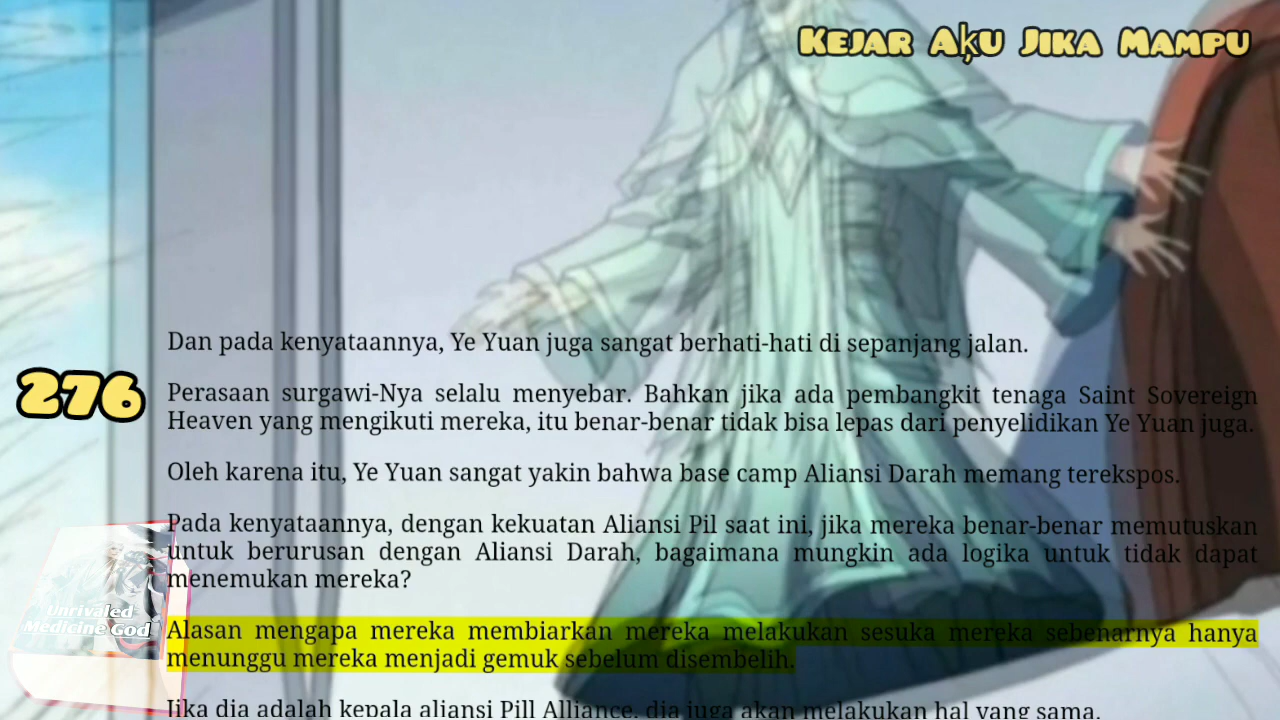 Kejar Aķu Jika Mampu
Dan pada kenyataannya, Ye Yuan juga sangat berhati-hati di sepanjang jalan.
276
Perasaan surgawi-Nya selalu menyebar. Bahkan jika ada pembangkit tenaga Saint Sovereign
Heaven yang mengikuti mereka, itu benar-benar tidak bisa lepas dari penyelidikan Ye Yuan juga.
Oleh karena itu, Ye Yuan sangat yakin bahwa base camp Aliansi Darah memang terekspos.
Pada kenyataannya, dengan kekuatan Aliansi Pil saat ini, jika mereka benar-benar memutuskan
untuk berurusan dengan Aliansi Darah, bagaimana mungkin ada logika untuk tidak dapat
menemukan mereka?
Unrivaled
Medicine God
Alasan mengapa mereka membiarkan mereka melakukan sesuka mereka sebenarnya hanya
menunggu mereka menjadi gemuk sebelum disembelih.
Jika dia adalah kepala aliansi Pill Alliance, dia juga akan melakukan hal yang sama.